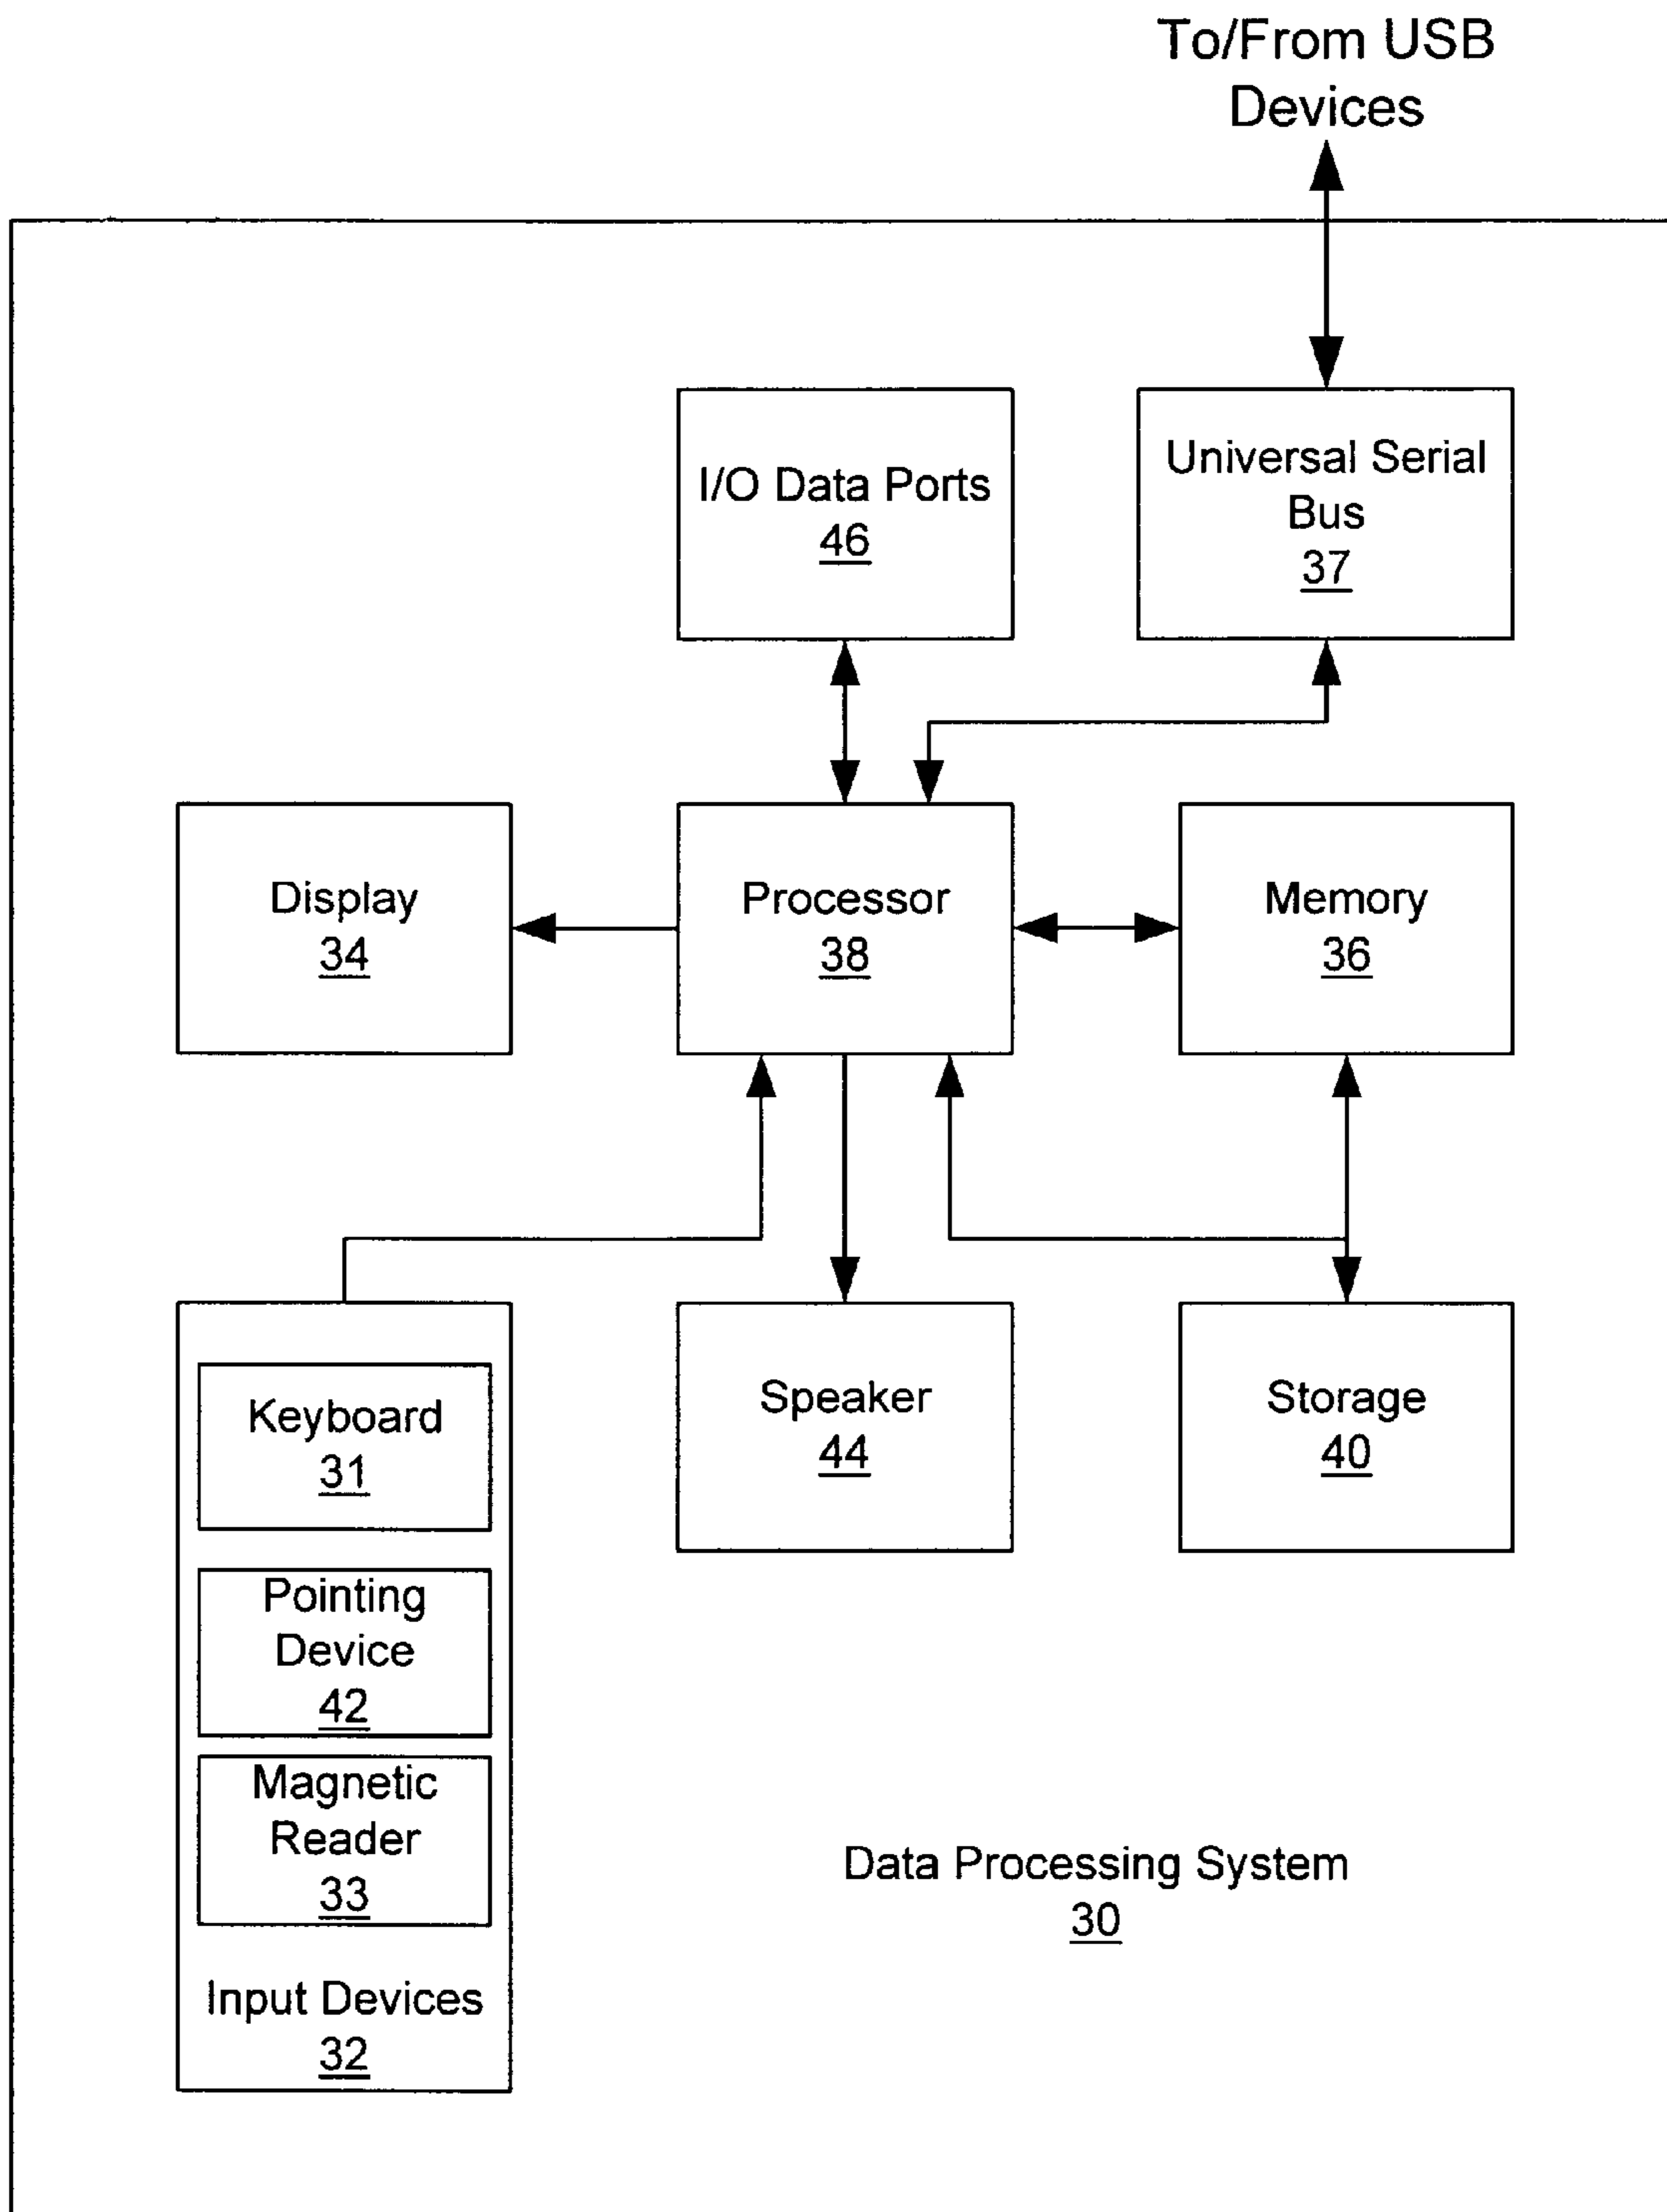 To/From USB
Devices
I/O Data Ports
46
Universal Serial
Bus
37
Display
34
Processor
38
Memory
36
Keyboard
31
Pointing
Device
42
Magnetic
Reader
33
Input Devices
32
Speaker
44
Storage
40
Data Processing System
30